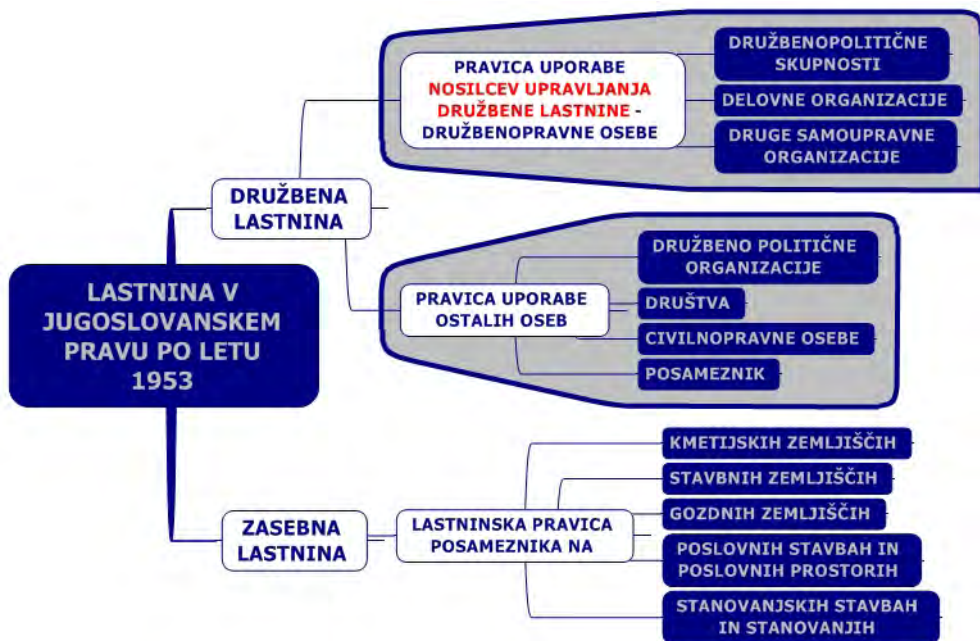 LASTNINA V
JUGOSLOVANSKEM
PRAVU PO LETU
1953
DRUŽBENA
LASTNINA
PRAVICA UPORABE
NOSILCEV UPRAVLJANJA
DRUŽBENE LASTNINE -
DRUŽBENOPRAVNE OSEBE
DRUŽBENOPOLITIČNE
SKUPNOSTI
DELOVNE ORGANIZACIJE
DRUGE SAMOUPRAVNE
ORGANIZACIJE
PRAVICA UPORABE
OSTALIH OSEB
DRUŽBENO POLITIČNE
ORGANIZACIJE
DRUŠTVA
CIVILNOPRAVNE OSEBE
POSAMEZNIK
ZASEBNA
LASTNINA
LASTNINSKA PRAVICA
POSAMEZNIKA NA
KMETIJSKIH ZEMLJIŠČIH
STAVBNIH ZEMLJIŠČIH
GOZDNIH ZEMLJIŠČIH
POSLOVNIH STAVBAH IN
POSLOVNIH PROSTORIH
STANOVANJSKIH STAVBAH
IN STANOVANJIH